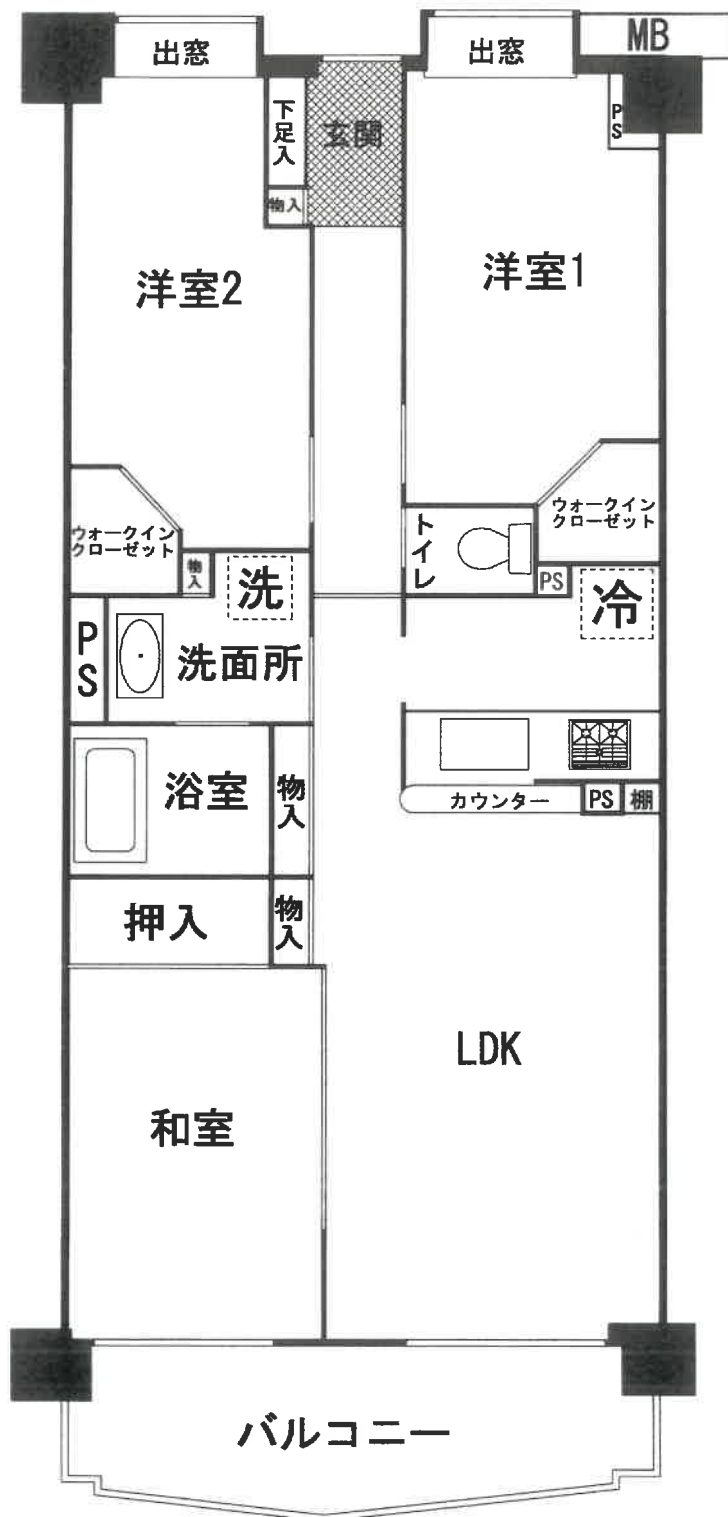 出窓
出窓
MB
下足入
玄関
PS
物入
洋室2
洋室1
ウォークイン
クローゼット
ウォークイン
クローゼット
トイレ
物入
洗
PS
冷
PS
洗面所
浴室
物入
カウンター
PS
棚
押入
物入
LDK
和室
バルコニー